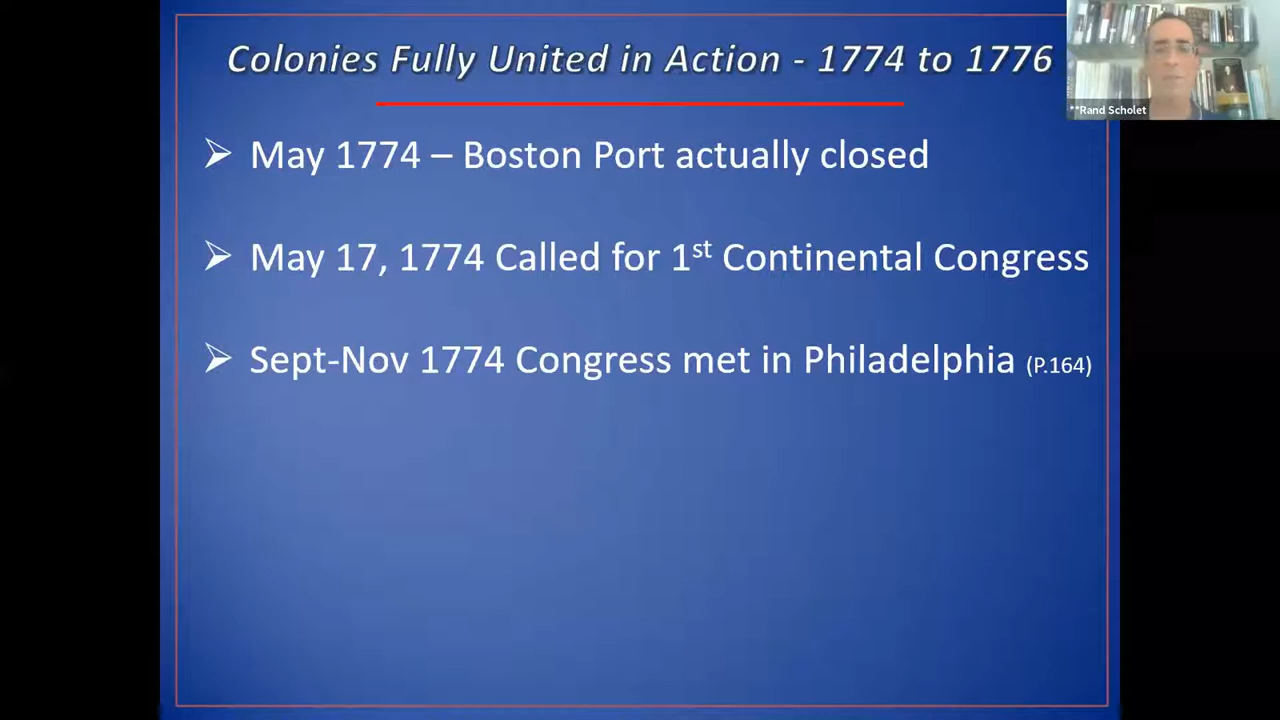 Colonies Fully United in Action - 1774 to 1776
**Rand Scholet
➢ May 1774 – Boston Port actually closed
➢ May 17, 1774 Called for 1st Continental Congress
➢ Sept-Nov 1774 Congress met in Philadelphia (P.164)